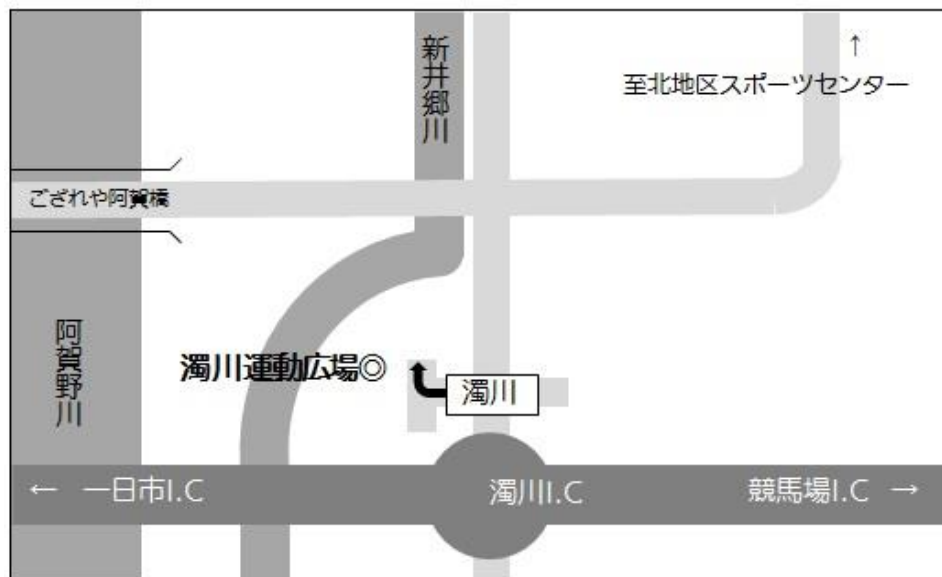 新井郷川
↑
至北地区スポーツセンター
ござれや阿賀橋
阿賀野川
濁川運動広場◎
濁川
← 一日市I.C
濁川I.C
競馬場I.C →